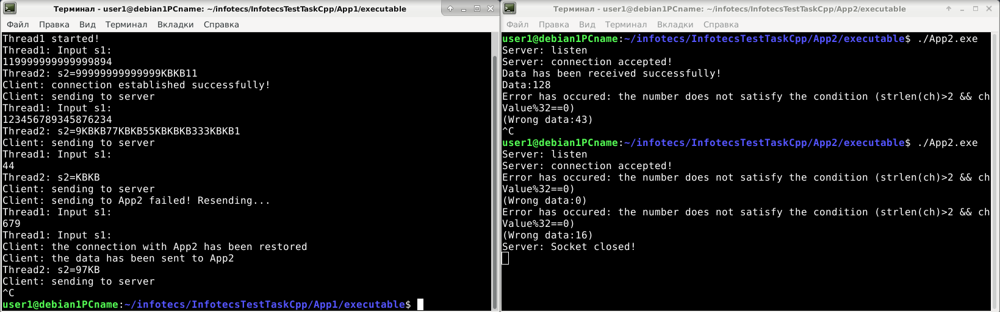 Терминал - user1@debian1PCname: ~/infotecs/InfotecsTestTaskCpp/App1/executable
Файл Правка Вид Терминал Вкладки Справка
Thread1 started!
Thread1: Input s1:
119999999999999894
Thread2: s2=99999999999999KBKB11
Client: connection established successfully!
Client: sending to server
Thread1: Input s1:
123456789345876234
Thread2: s2=9KBKB77KBKB55KBKBKB333KBKB1
Client: sending to server
Thread1: Input s1:
44
Thread2: s2=KBKB
Client: sending to server
Client: sending to App2 failed! Resending...
Thread1: Input s1:
679
Thread1: Input s1:
Client: the connection with App2 has been restored
Client: the data has been sent to App2
Thread2: s2=97KB
Client: sending to server
^C
user1@debian1PCname:~/infotecs/InfotecsTestTaskCpp/App1/executable$
Терминал - user1@debian1PCname: ~/infotecs/InfotecsTestTaskCpp/App2/executable
Файл Правка Вид Терминал Вкладки Справка
user1@debian1PCname:~/infotecs/InfotecsTestTaskCpp/App2/executable$ ./App2.exe
Server: listen
Server: connection accepted!
Data has been received successfully!
Data:128
Error has occured: the number does not satisfy the condition (strlen(ch)>2 && ch
Value%32==0)
(Wrong data:43)
^C
user1@debian1PCname:~/infotecs/InfotecsTestTaskCpp/App2/executable$ ./App2.exe
Server: listen
Server: connection accepted!
Error has occured: the number does not satisfy the condition (strlen(ch)>2 && ch
Value%32==0)
(Wrong data:0)
Error has occured: the number does not satisfy the condition (strlen(ch)>2 && ch
Value%32==0)
(Wrong data:16)
Server: Socket closed!